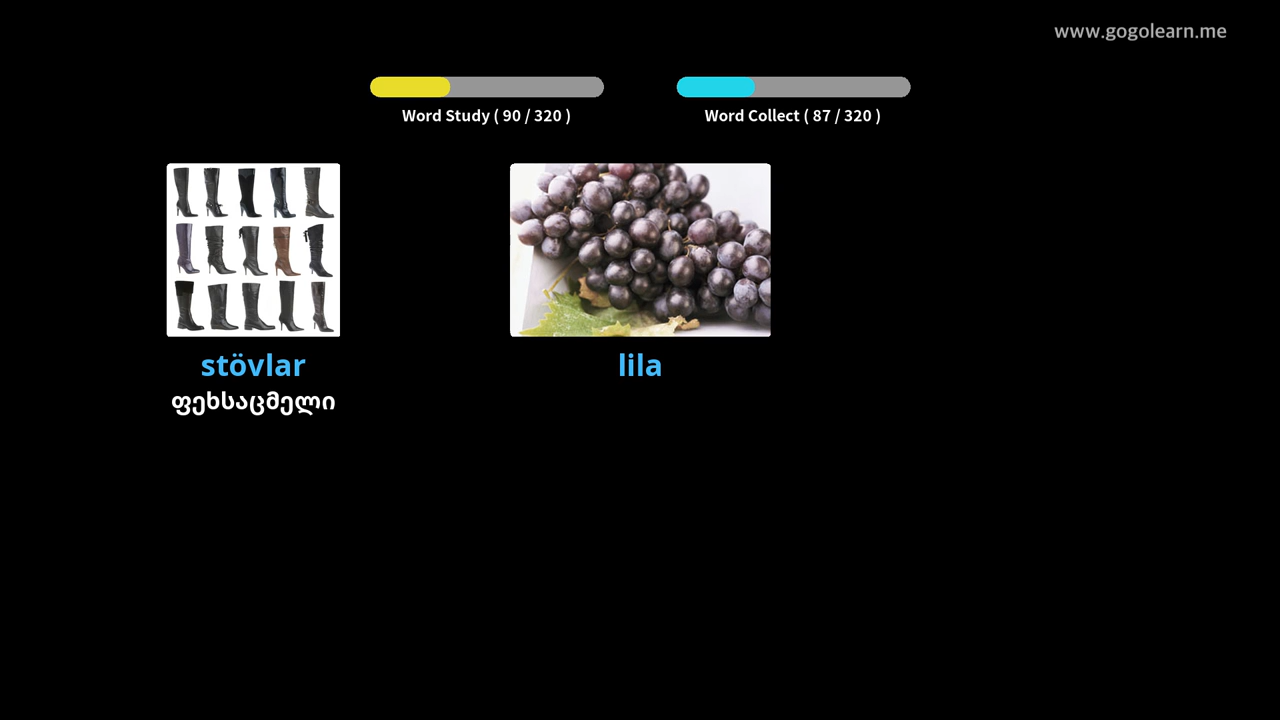 www.gogolearn.me
Word Study ( 90 / 320 )
Word Collect ( 87 / 320 )
stövlar
ფეხსაცმელი
lila